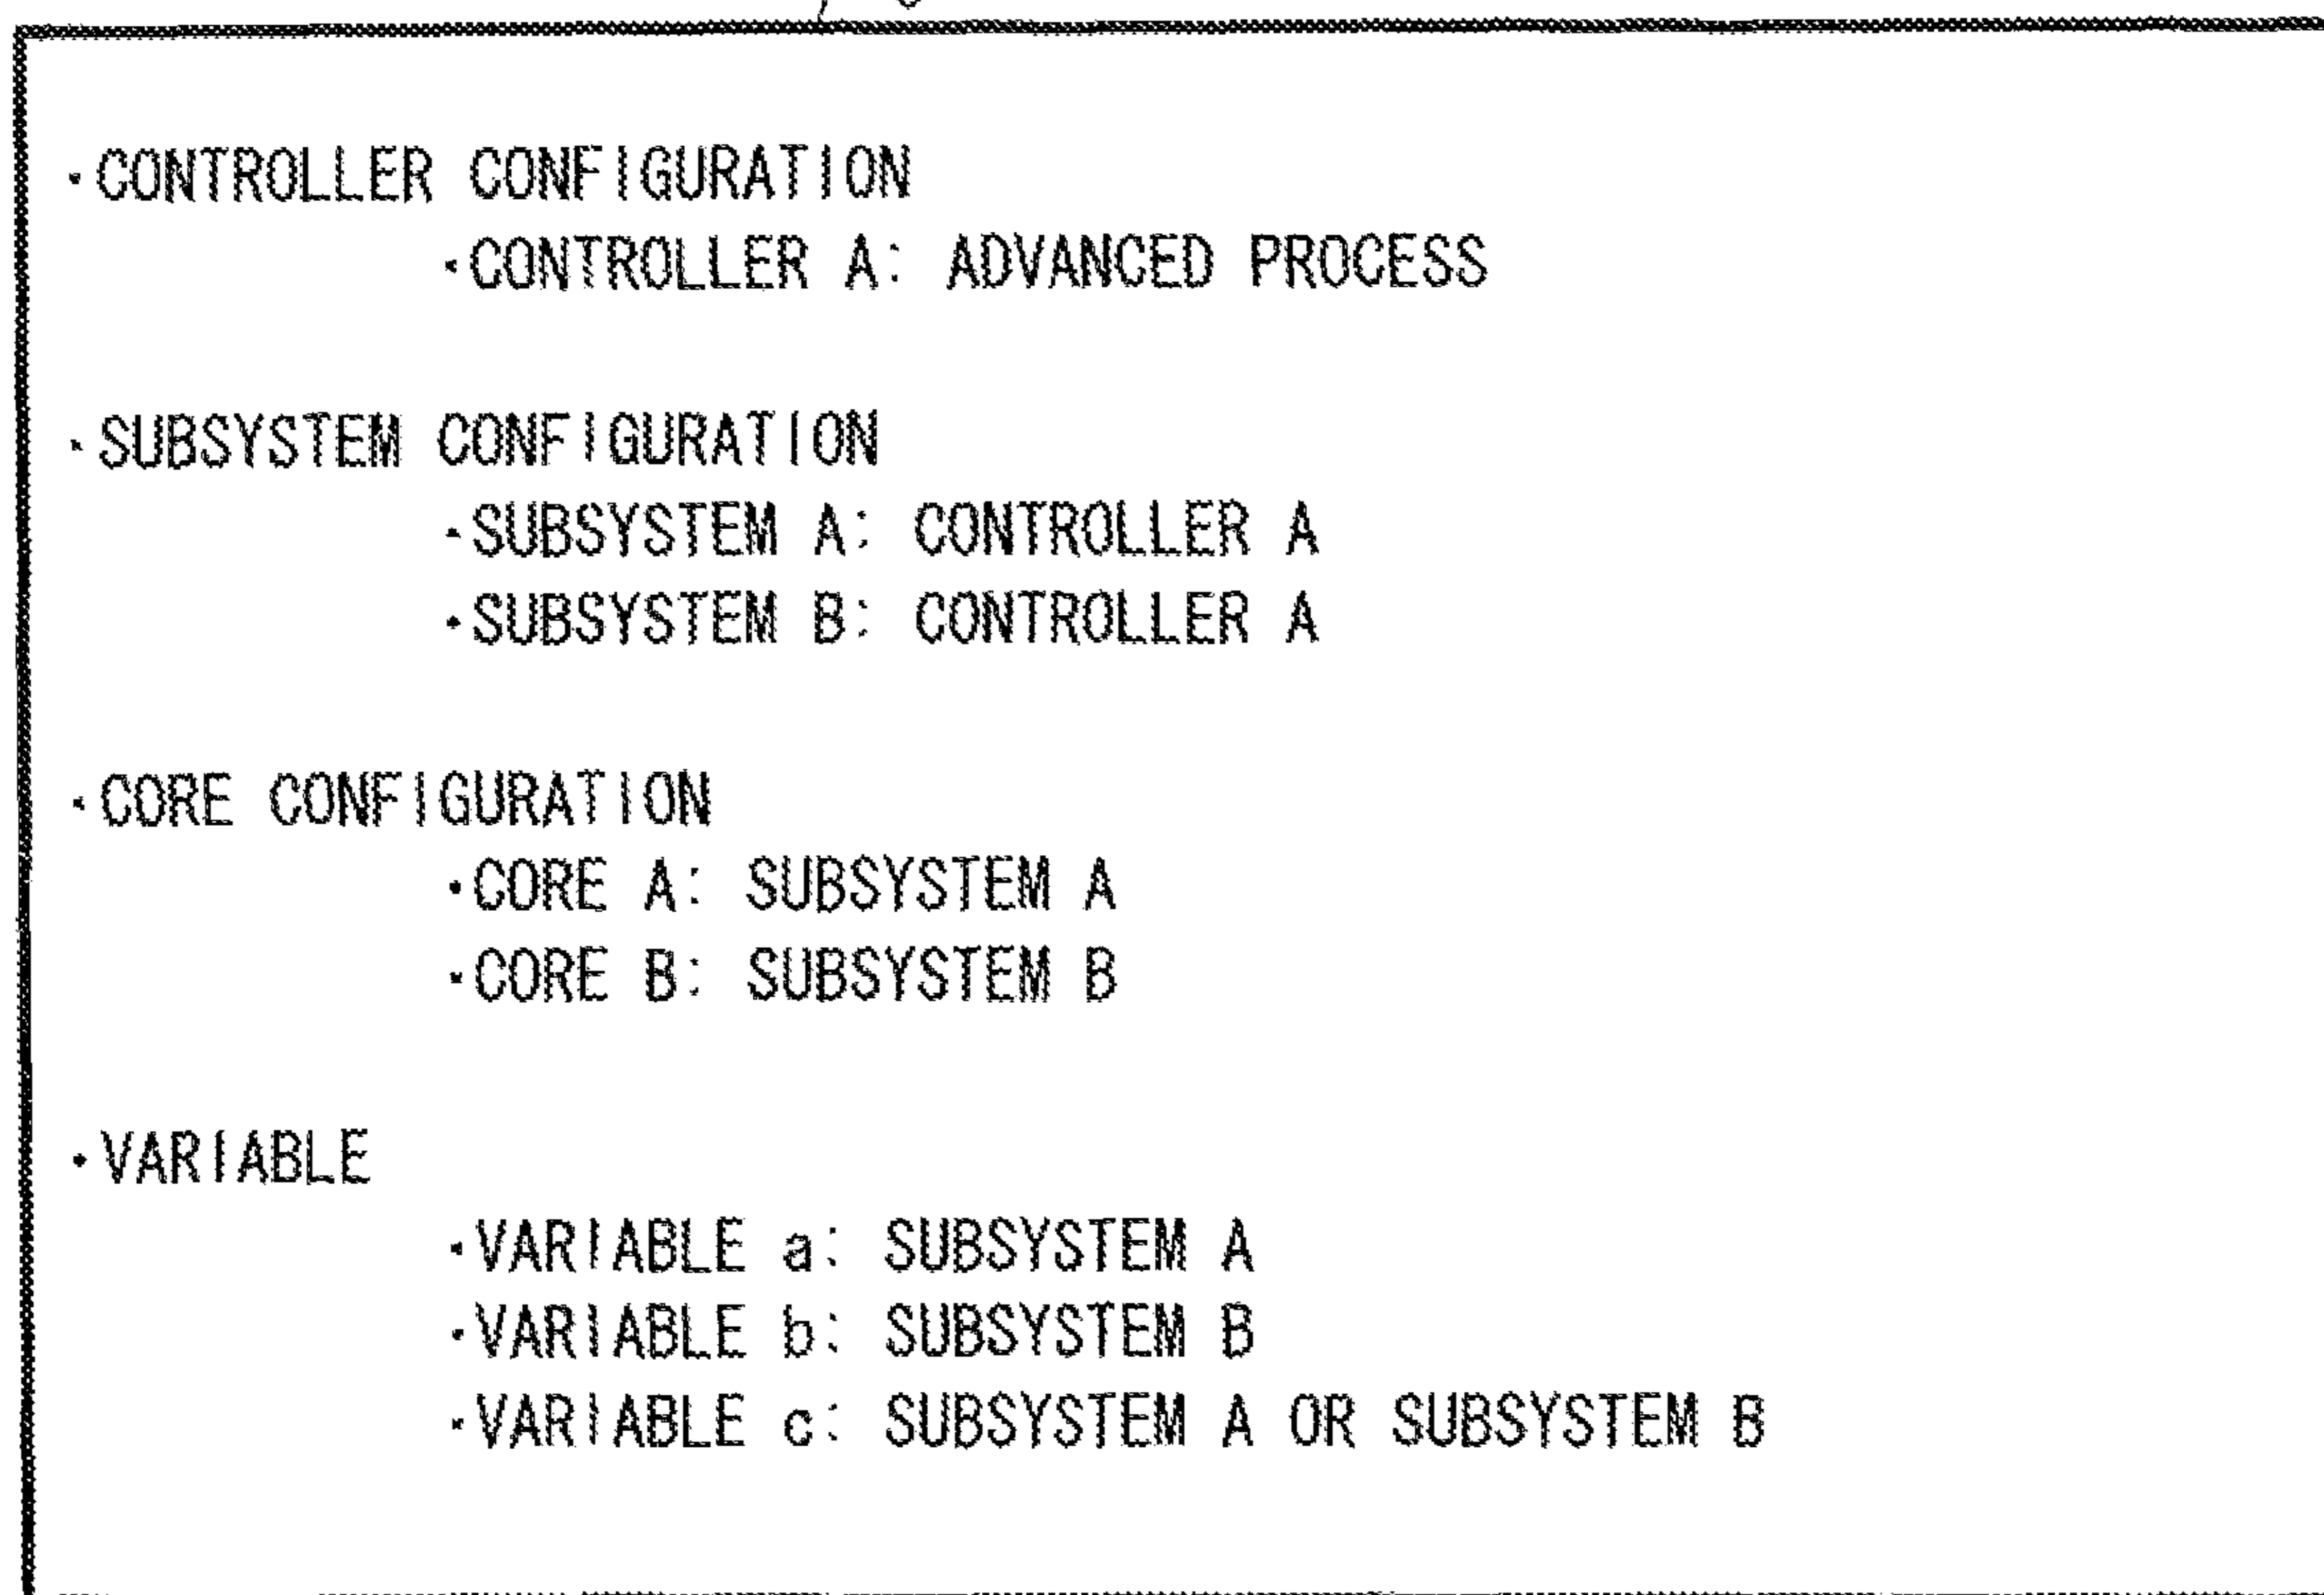 ·CONTROLLER CONFIGURATION
·CONTROLLER A: ADVANCED PROCESS
·SUBSYSTEM CONFIGURATION
·SUBSYSTEM A: CONTROLLER A
·SUBSYSTEM B: CONTROLLER A
·CORE CONFIGURATION
·CORE A: SUBSYSTEM A
·CORE B: SUBSYSTEM B
·VARIABLE
·VARIABLE a: SUBSYSTEM A
·VARIABLE b: SUBSYSTEM B
·VARIABLE c: SUBSYSTEM A OR SUBSYSTEM B